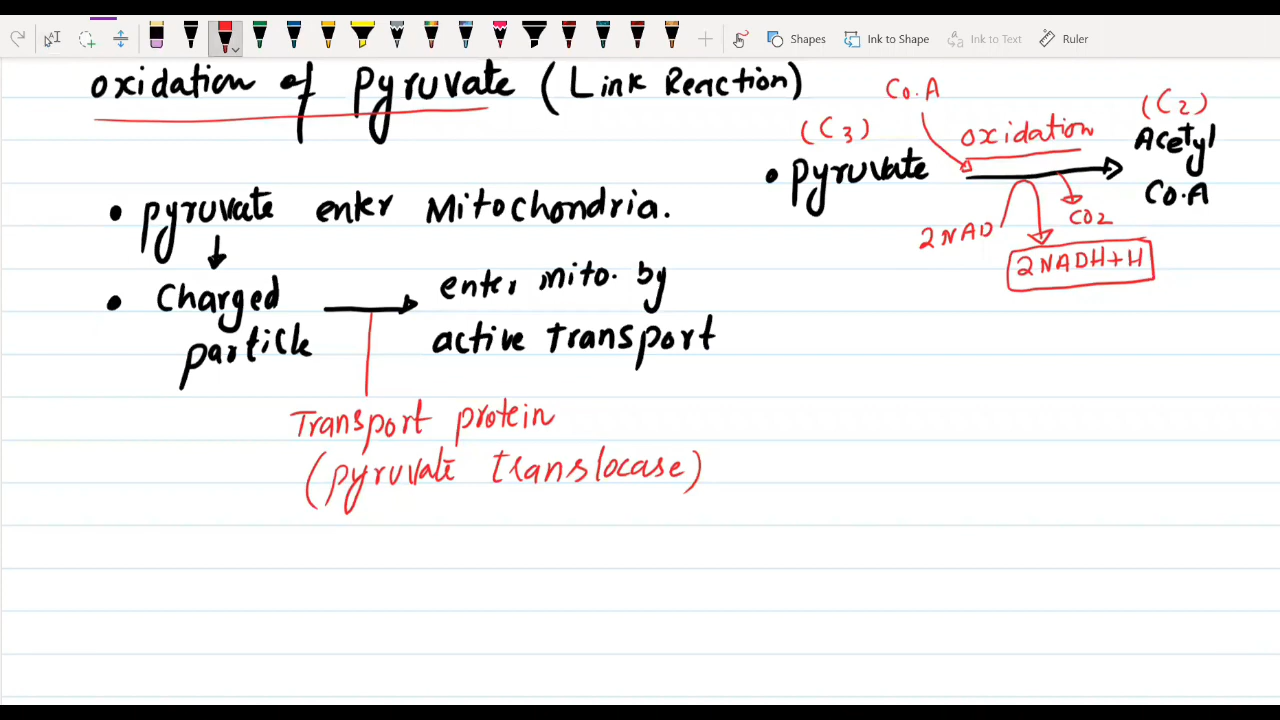 Shapes
Ink to Shape
Ink to Text
Ruler
Oxidation of Pyruvate (Link Reaction)
• Pyruvate enter Mitochondria.
• Charged particle
enter mito. by
active transport
Transport protein
(pyruvate translocase)
Co.A
(C3)
oxidation
(C2)
• Pyruvate
Acetyl
Co.A
2NAD
CO2
2NADH+H